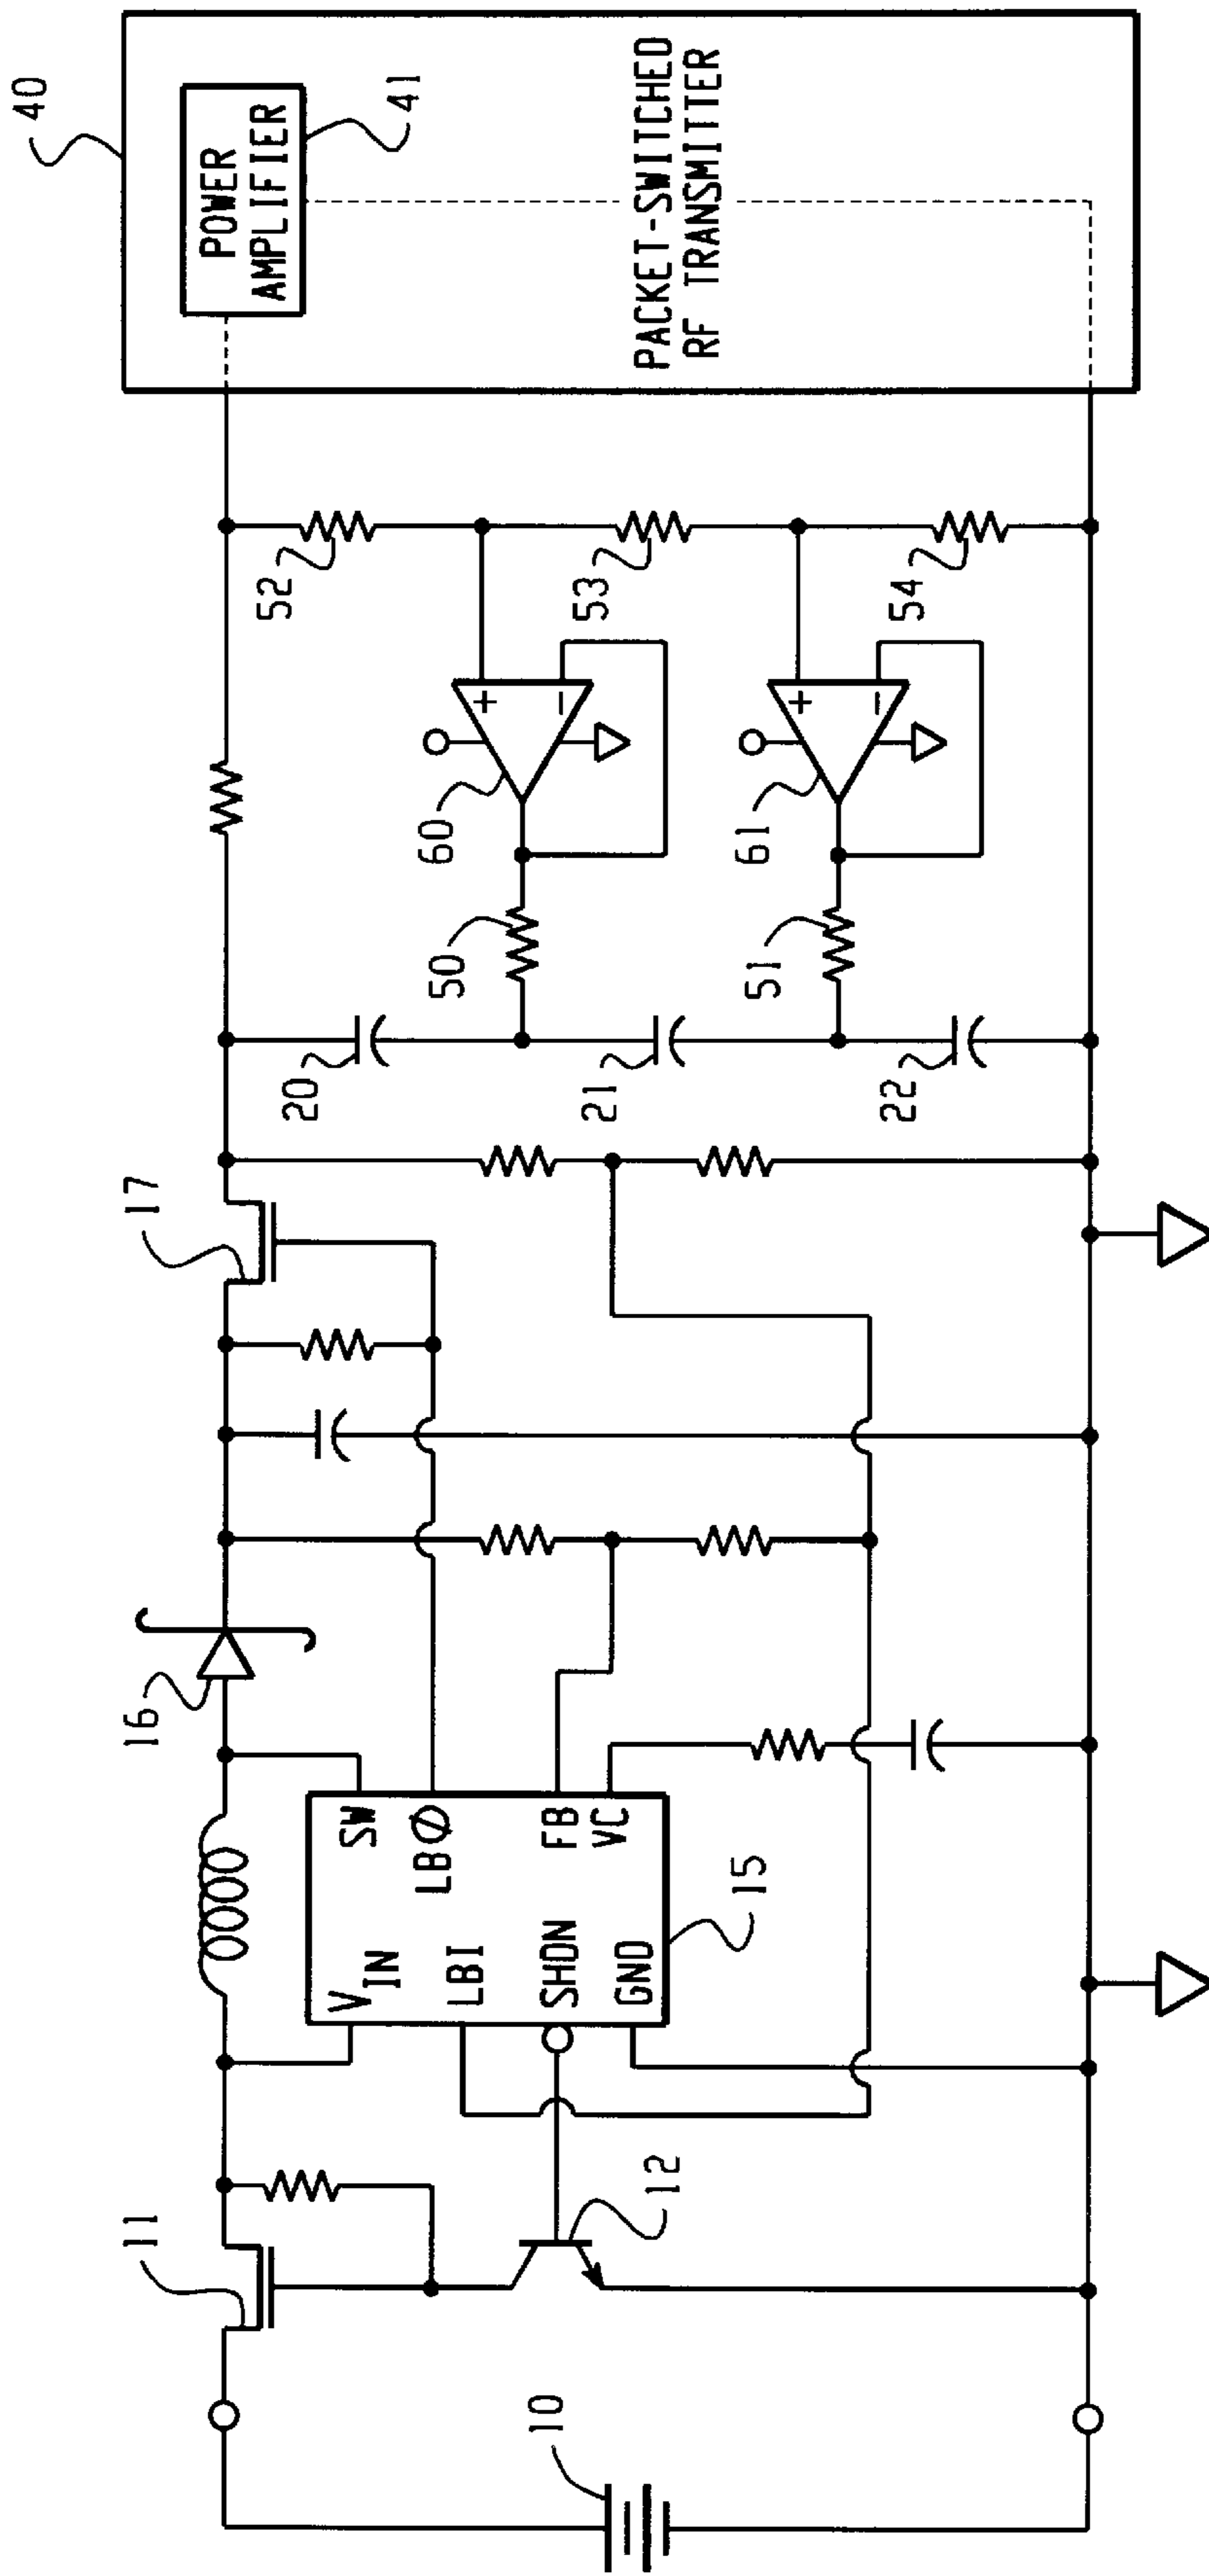 10
11
12
V IN
LBI
SHDN
GND
SW
LBØ
FB
VC
15
16
17
20
21
22
50
51
60
61
52
53
54
40
POWER
AMPLIFIER
41
PACKET-SWITCHED
RF TRANSMITTER
+
−
+
−